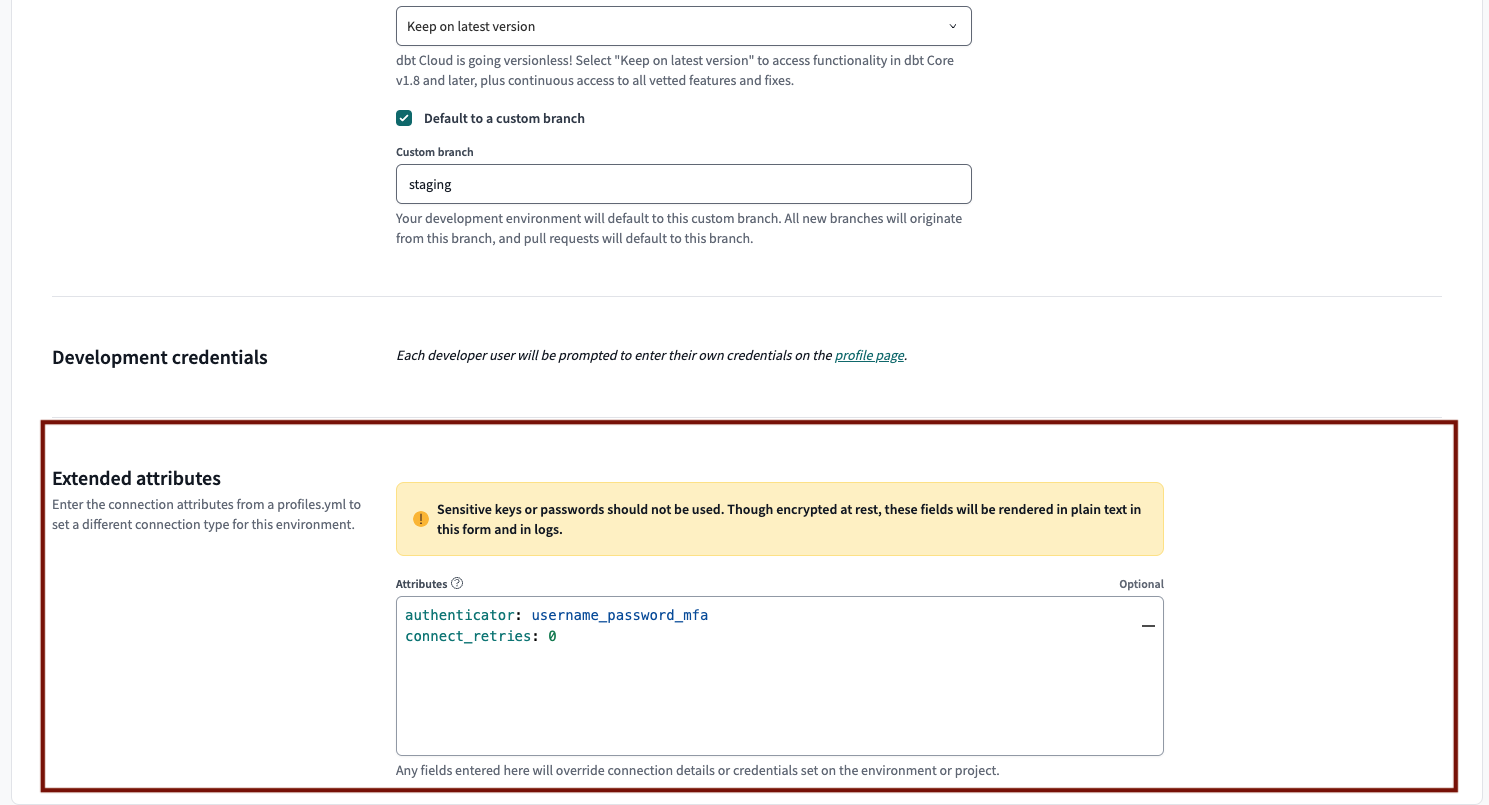 Keep on latest version
dbt Cloud is going versionless! Select "Keep on latest version" to access functionality in dbt Core
v1.8 and later, plus continuous access to all vetted features and fixes.
Default to a custom branch
Custom branch
staging
Your development environment will default to this custom branch. All new branches will originate
from this branch, and pull requests will default to this branch.
Development credentials
Each developer user will be prompted to enter their own credentials on the profile page.
Extended attributes
Enter the connection attributes from a profiles.yml to
set a different connection type for this environment.
Sensitive keys or passwords should not be used. Though encrypted at rest, these fields will be rendered in plain text in
this form and in logs.
Attributes
Optional
authenticator: username_password_mfa
connect_retries: 0
Any fields entered here will override connection details or credentials set on the environment or project.